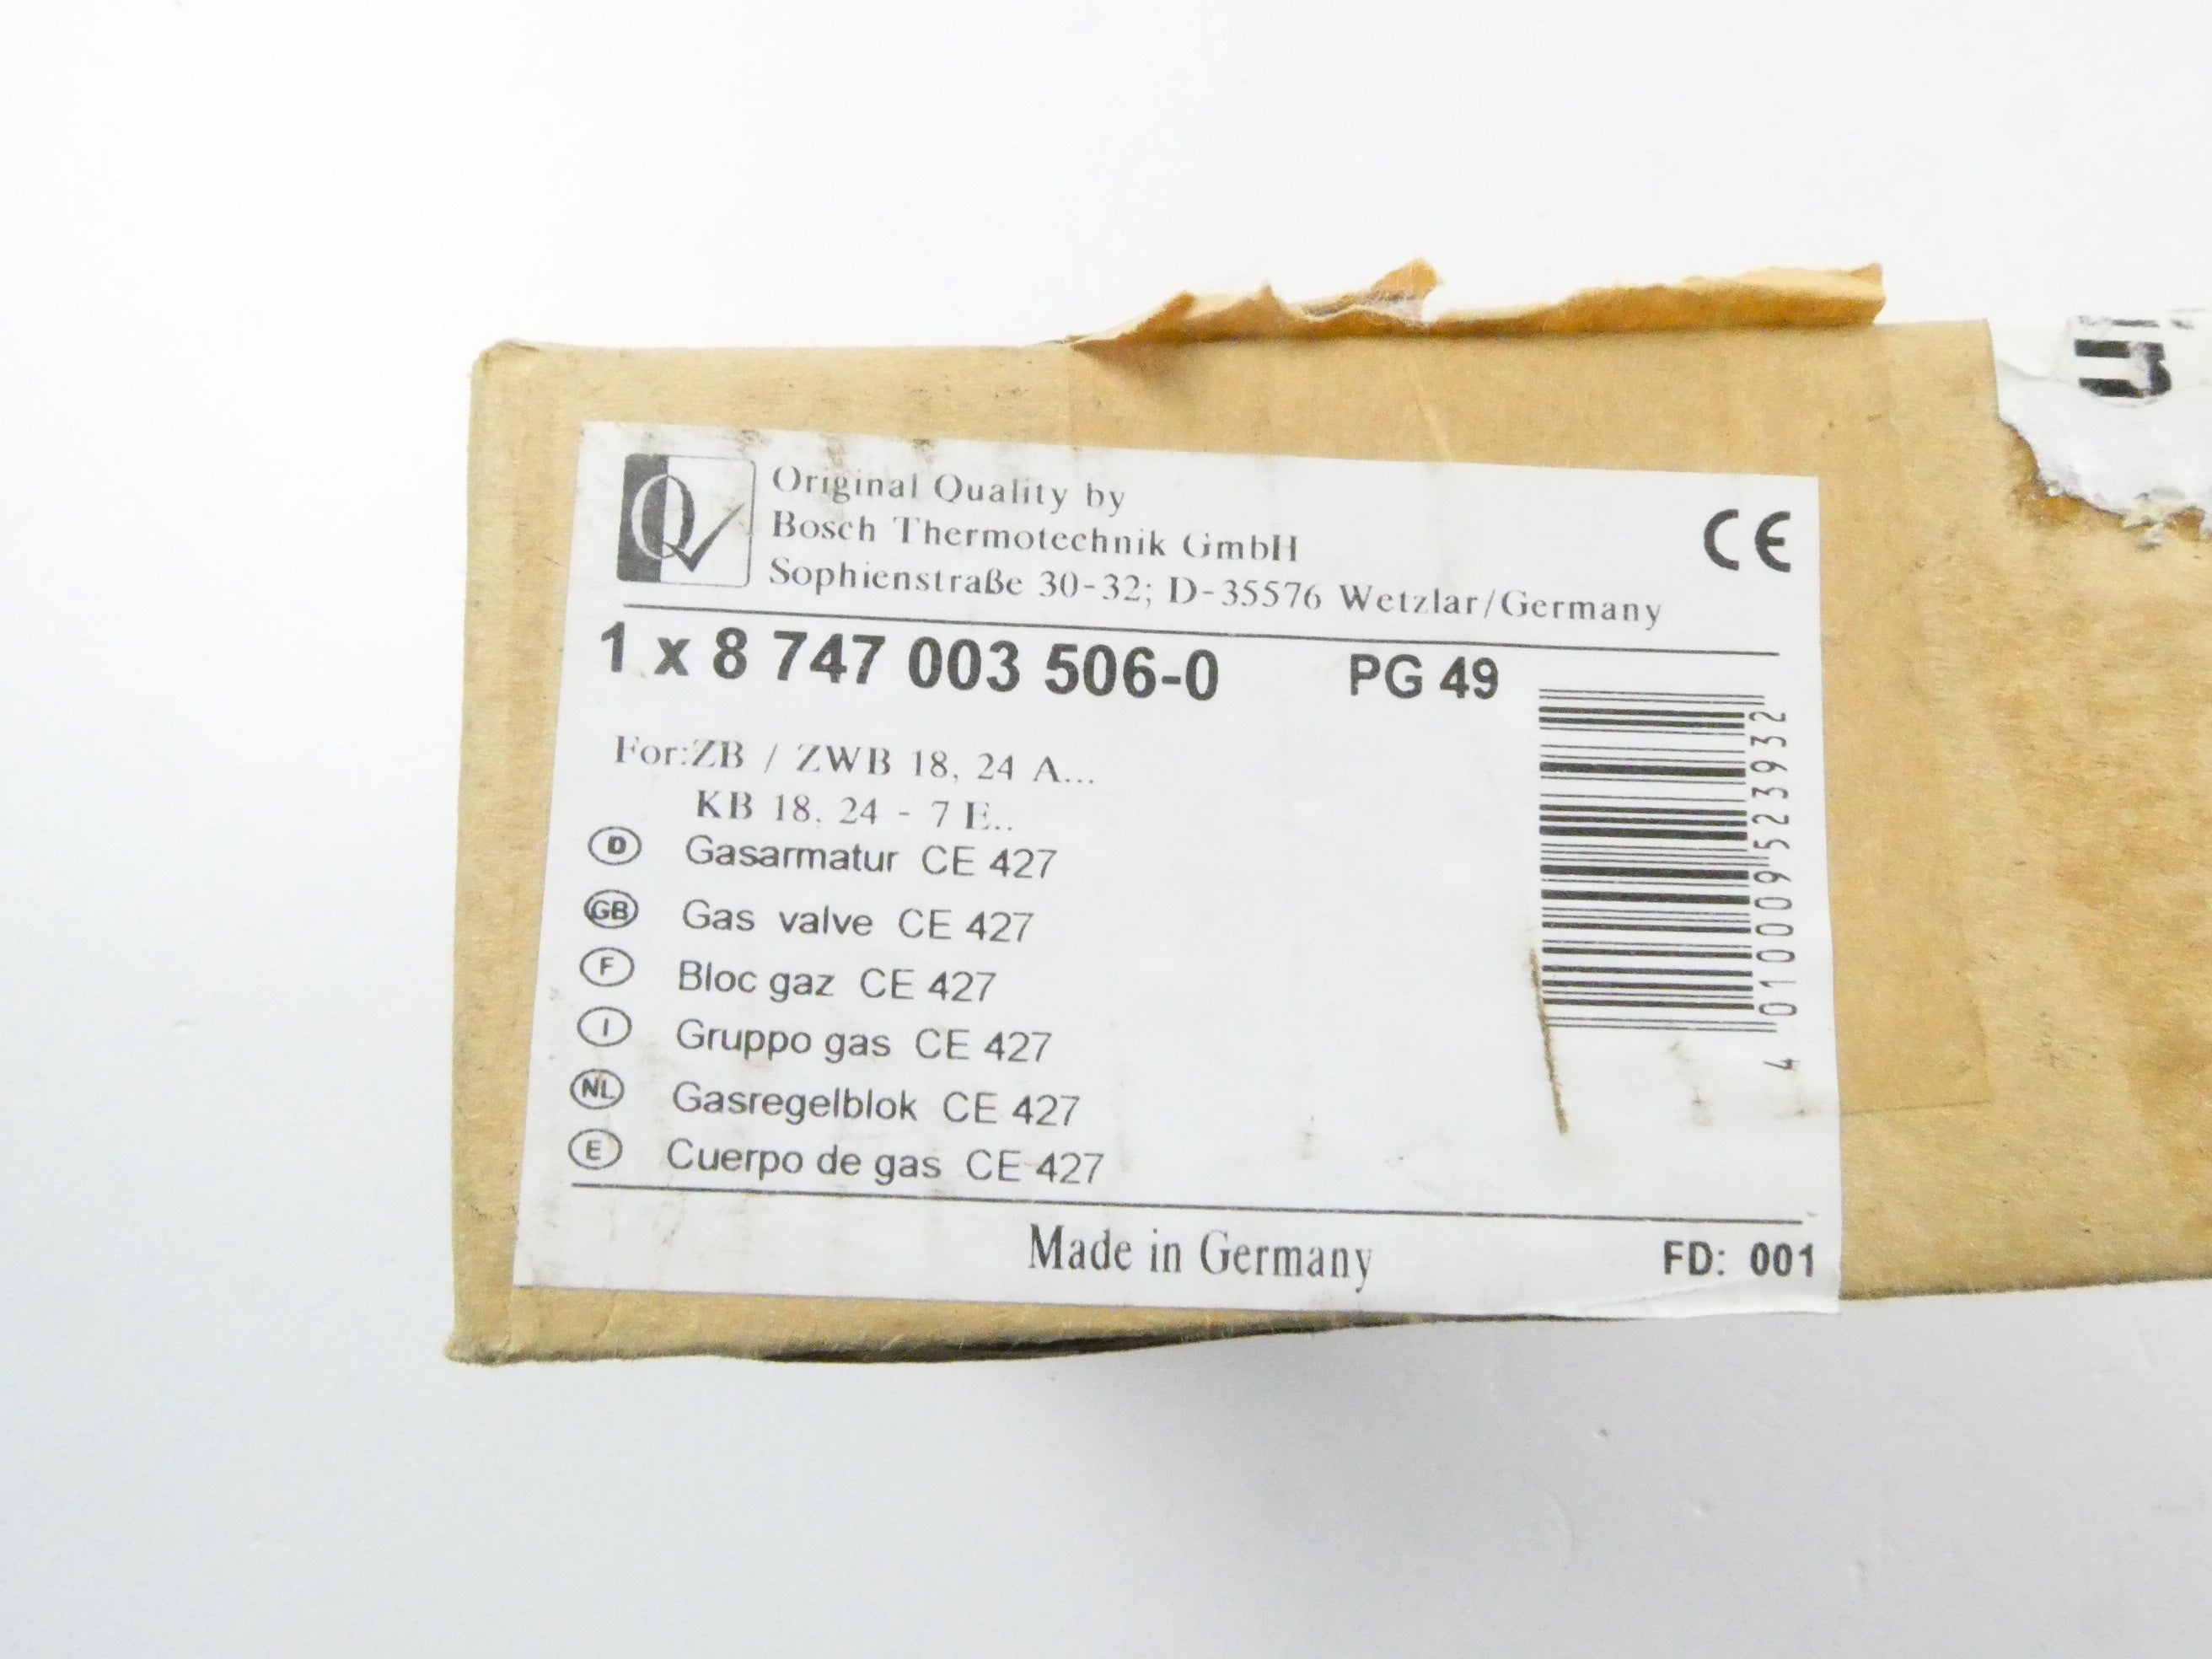 Q
Original Quality by
Bosch Thermotechnik GmbH
Sophienstraße 30-32; D-35576 Wetzlar/Germany
CE
1 x 8 747 003 506-0 PG 49
For:ZB / ZWB 18, 24 A...
KB 18, 24 - 7 E..
D Gasarmatur CE 427
GB Gas valve CE 427
F Bloc gaz CE 427
I Gruppo gas CE 427
NL Gasregelblok CE 427
E Cuerpo de gas CE 427
4 010009 523932
Made in Germany FD: 001